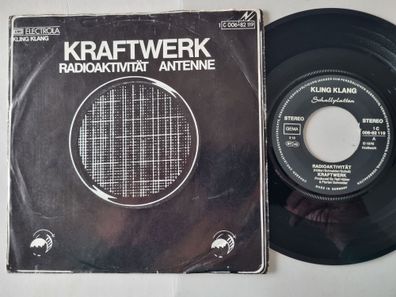 EMI ELECTROLA
KLING KLANG
1 C 006-82 119
KRAFTWERK
RADIOAKTIVITÄT ANTENNE
KLING KLANG
Schallplatten
STEREO
STEREO
GEMA
1 C
006-82 119
A
RADIOAKTIVITÄT
KRAFTWERK